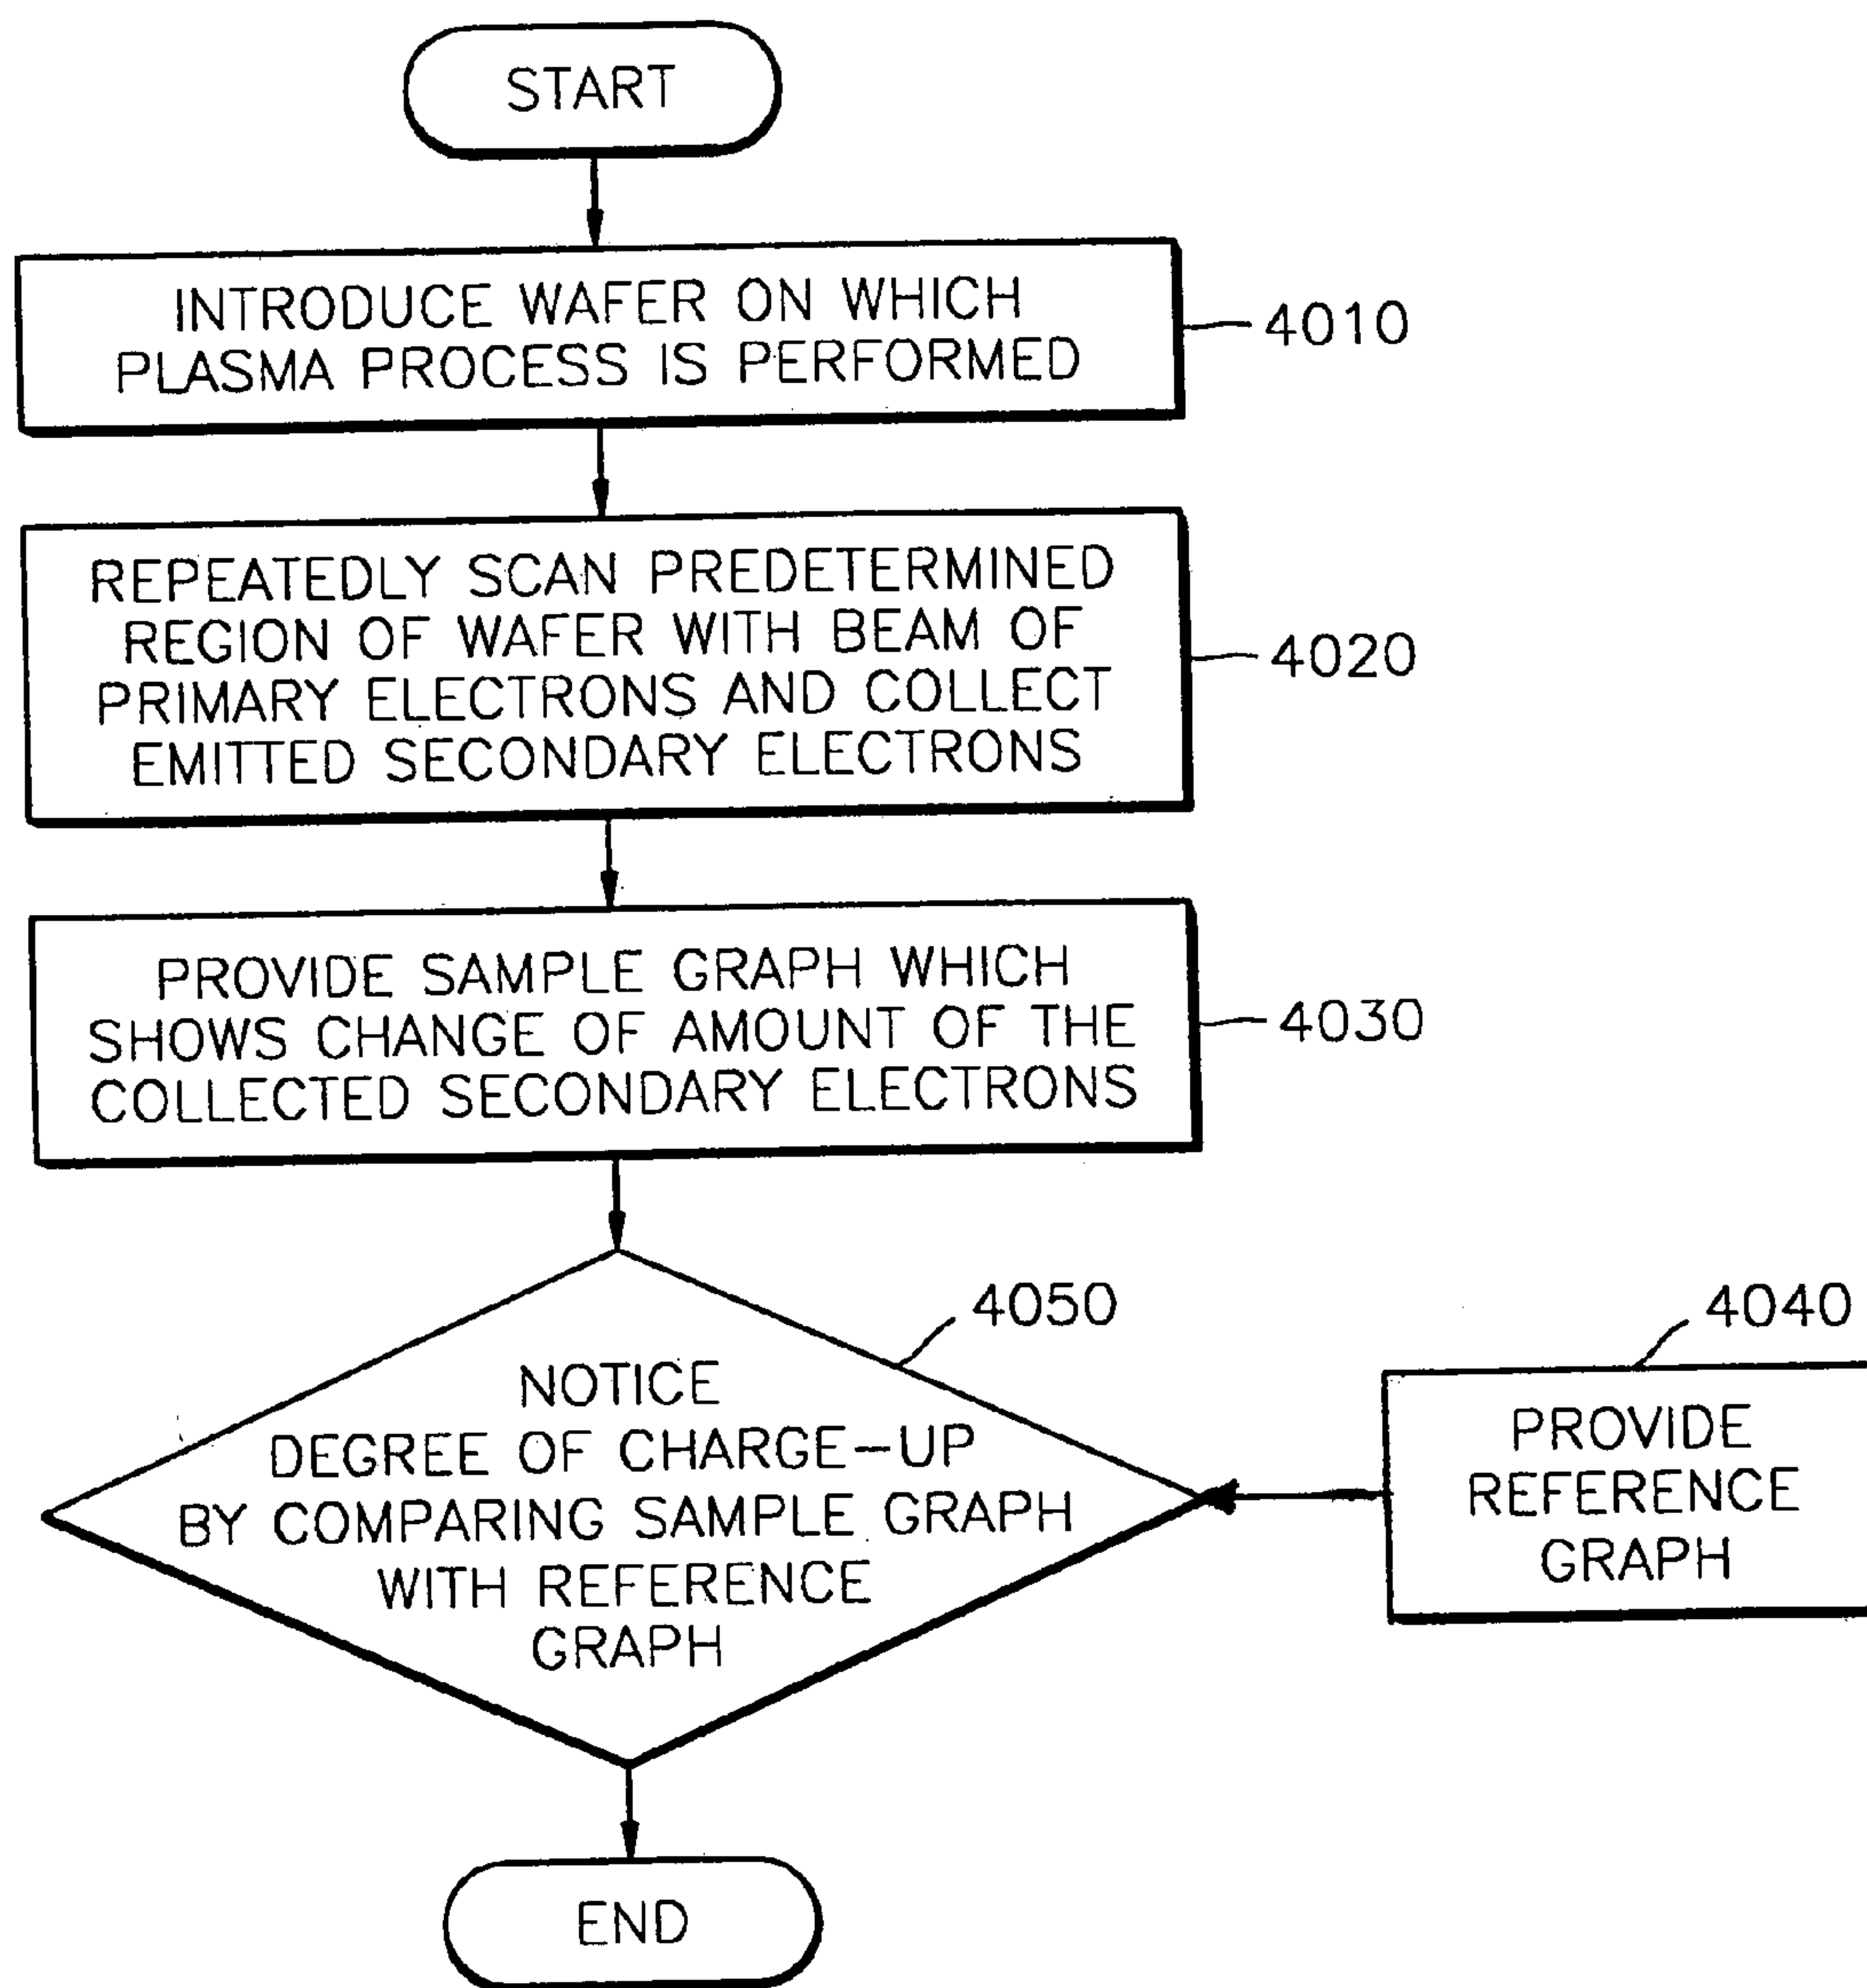 START
INTRODUCE WAFER ON WHICH
PLASMA PROCESS IS PERFORMED
4010
REPEATEDLY SCAN PREDETERMINED
REGION OF WAFER WITH BEAM OF
PRIMARY ELECTRONS AND COLLECT
EMITTED SECONDARY ELECTRONS
4020
PROVIDE SAMPLE GRAPH WHICH
SHOWS CHANGE OF AMOUNT OF THE
COLLECTED SECONDARY ELECTRONS
4030
4050
NOTICE
DEGREE OF CHARGE-UP
BY COMPARING SAMPLE GRAPH
WITH REFERENCE
GRAPH
4040
PROVIDE
REFERENCE
GRAPH
END